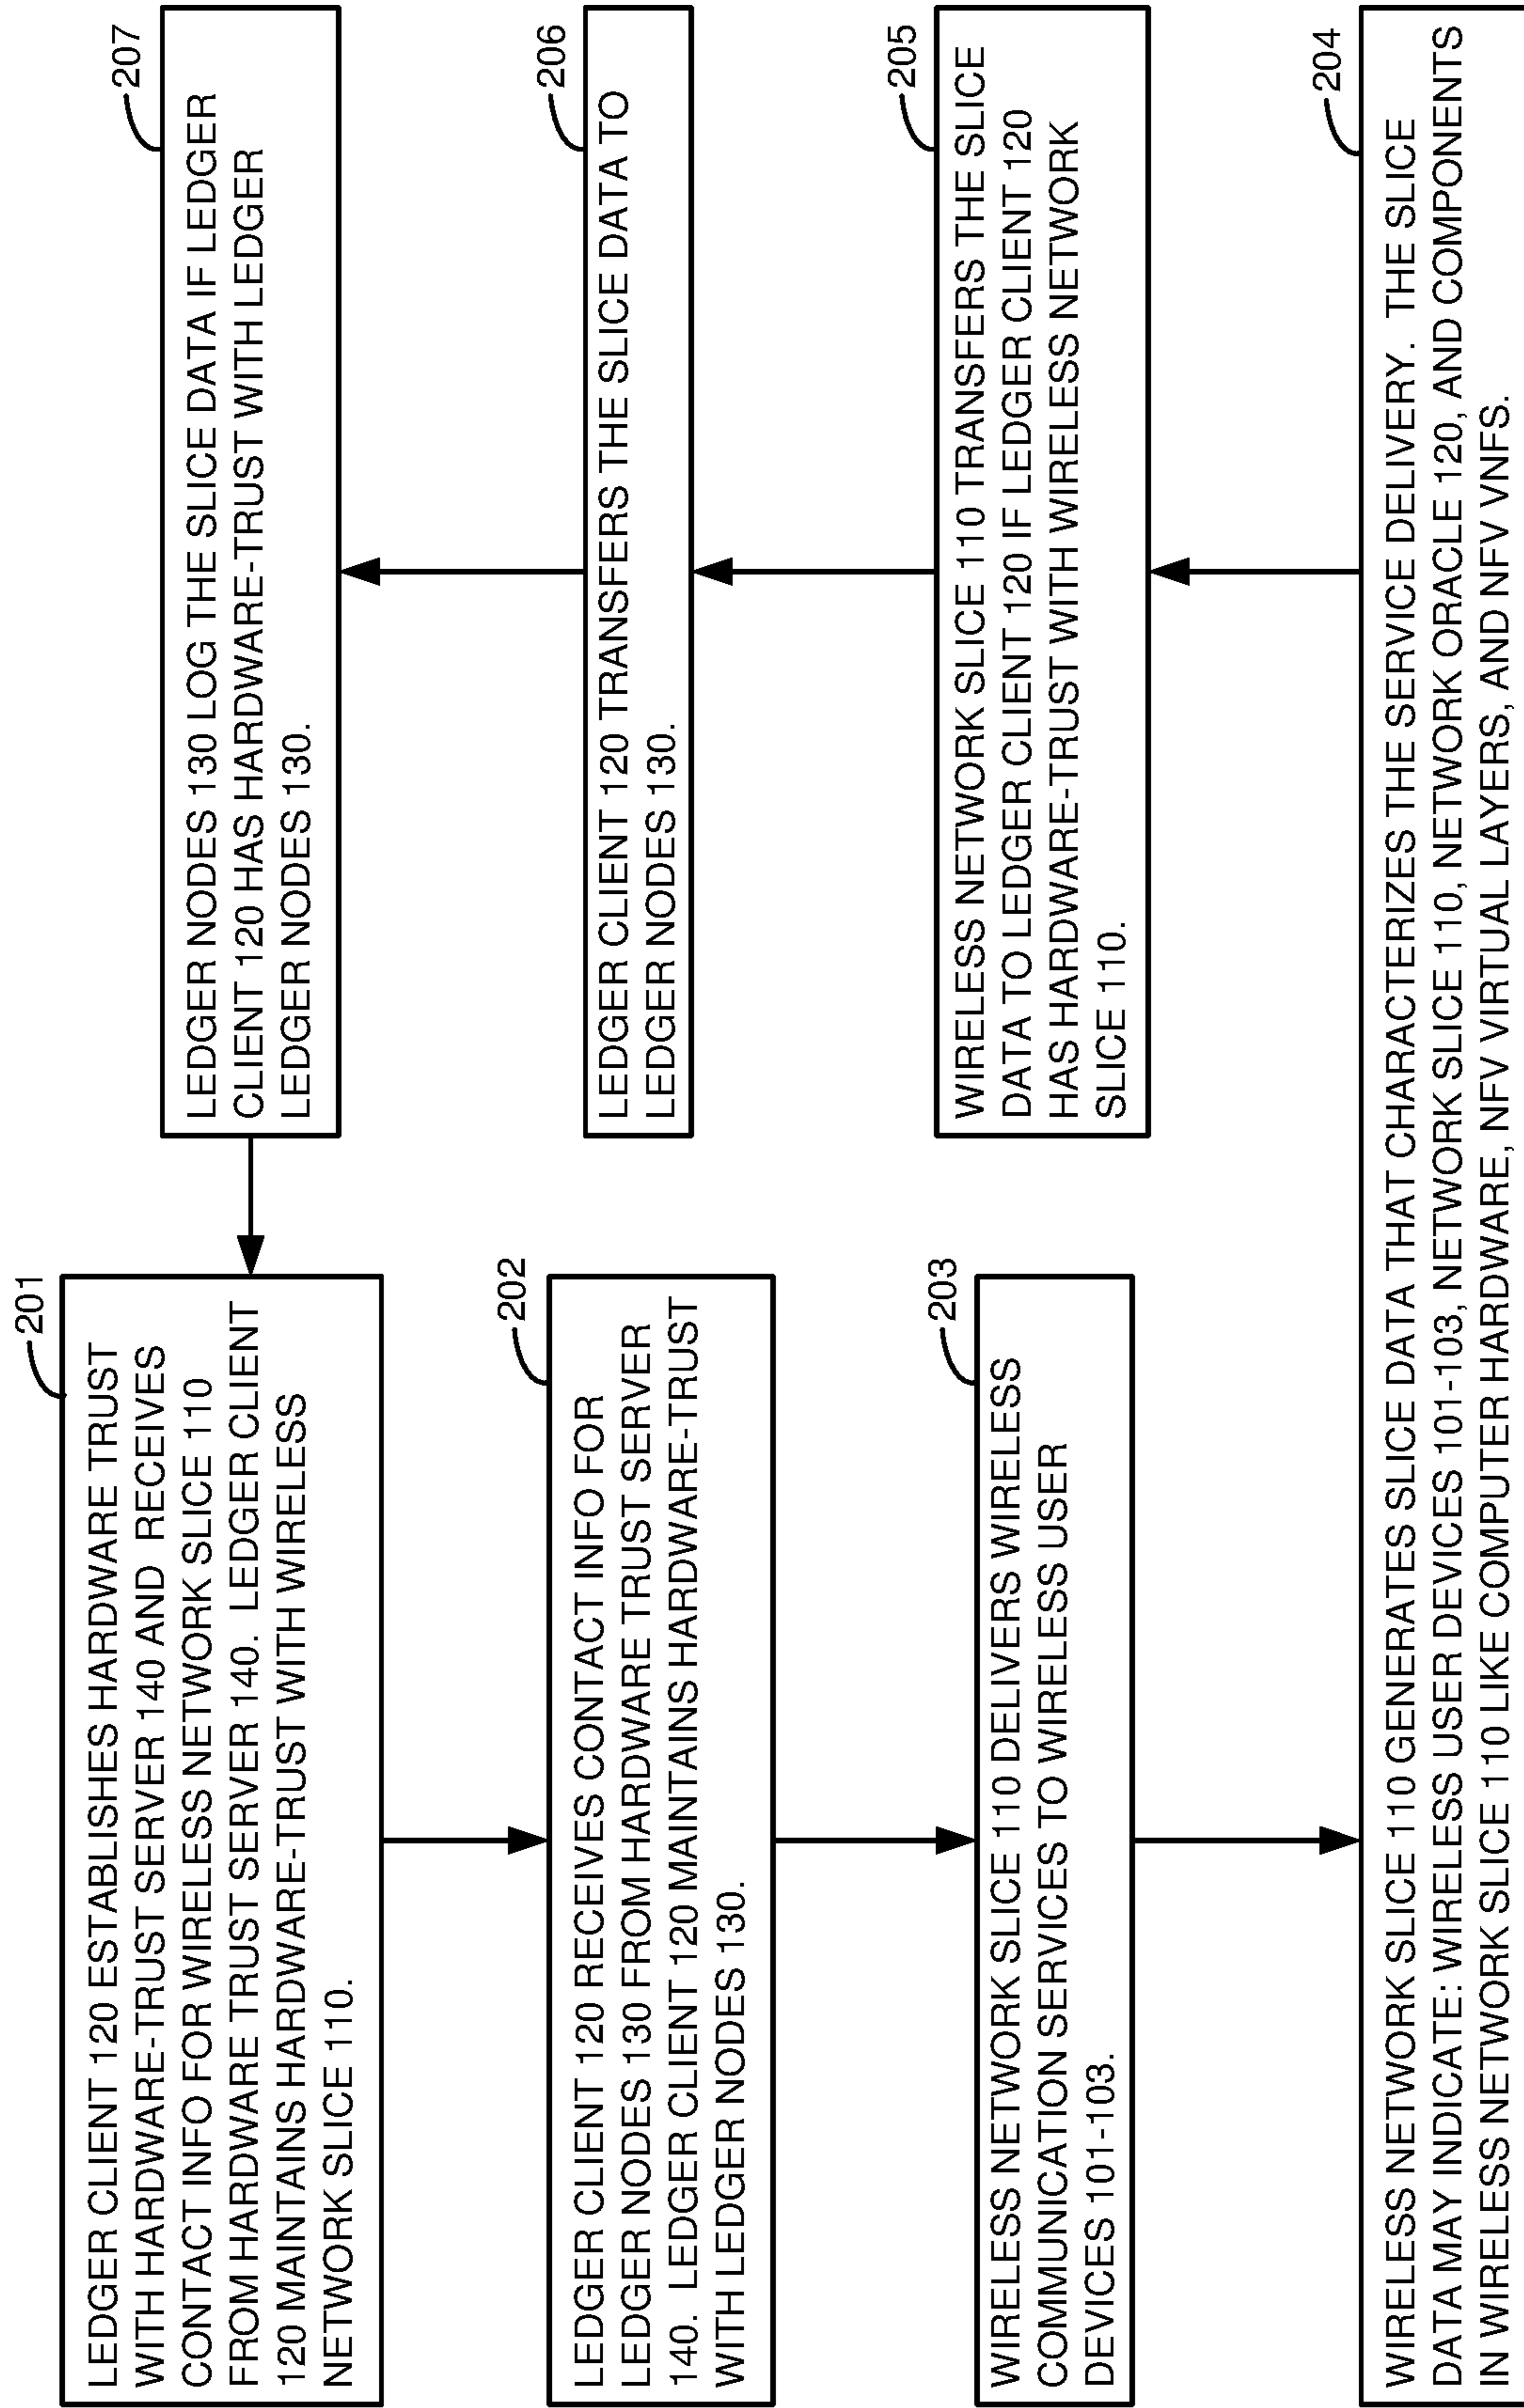 201
LEDGER CLIENT 120 ESTABLISHES HARDWARE TRUST
WITH HARDWARE-TRUST SERVER 140 AND RECEIVES
CONTACT INFO FOR WIRELESS NETWORK SLICE 110
FROM HARDWARE TRUST SERVER 140. LEDGER CLIENT
120 MAINTAINS HARDWARE-TRUST WITH WIRELESS
NETWORK SLICE 110.
202
LEDGER CLIENT 120 RECEIVES CONTACT INFO FOR
LEDGER NODES 130 FROM HARDWARE TRUST SERVER
140. LEDGER CLIENT 120 MAINTAINS HARDWARE-TRUST
WITH LEDGER NODES 130.
203
WIRELESS NETWORK SLICE 110 DELIVERS WIRELESS
COMMUNICATION SERVICES TO WIRELESS USER
DEVICES 101-103.
204
WIRELESS NETWORK SLICE 110 GENERATES SLICE DATA THAT CHARACTERIZES THE SERVICE DELIVERY. THE SLICE
DATA MAY INDICATE: WIRELESS USER DEVICES 101-103, NETWORK SLICE 110, NETWORK ORACLE 120, AND COMPONENTS
IN WIRELESS NETWORK SLICE 110 LIKE COMPUTER HARDWARE, NFV VIRTUAL LAYERS, AND NFV VNFS.
205
WIRELESS NETWORK SLICE 110 TRANSFERS THE SLICE
DATA TO LEDGER CLIENT 120 IF LEDGER CLIENT 120
HAS HARDWARE-TRUST WITH WIRELESS NETWORK
SLICE 110.
206
LEDGER CLIENT 120 TRANSFERS THE SLICE DATA TO
LEDGER NODES 130.
207
LEDGER NODES 130 LOG THE SLICE DATA IF LEDGER
CLIENT 120 HAS HARDWARE-TRUST WITH LEDGER
LEDGER NODES 130.